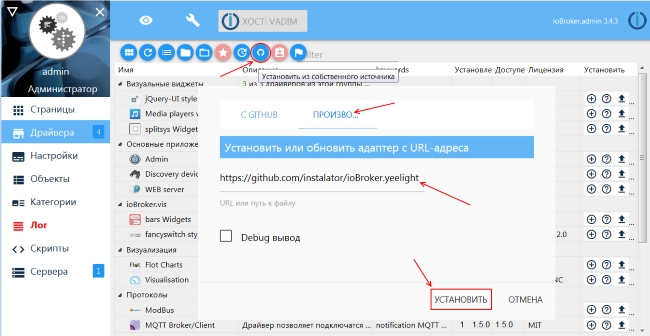 ХОСТ: VADIM
ioBroker.admin 3.4.3
admin
Администратор
Страницы
Драйвера 4
Настройки
Объекты
Категории
Лог
Скрипты
Сервера 1
filter
Установить из собственного источника
Имя Описание keywords Установле Доступе Лицензия Установить
Визуальные виджеты 3 из 3 драйверов из этой группы
jQuery-UI style
Media players w
splitsys Widget
Основные прилож
Admin
Discovery device
WEB server
ioBroker.vis
bars Widgets
fancyswitch sty 2.0
Визуализация
Flot Charts
Visualisation NC
Протоколы
ModBus
MQTT Broker/Client Драйвер позволяет подключатся notification MQTT ... 1 1.5.0 1.5.0 MIT
С GITHUB ПРОИЗВО...
Установить или обновить адаптер с URL-адреса
https://github.com/instalator/ioBroker.yeelight
URL или путь к файлу
Debug вывод
УСТАНОВИТЬ ОТМЕНА